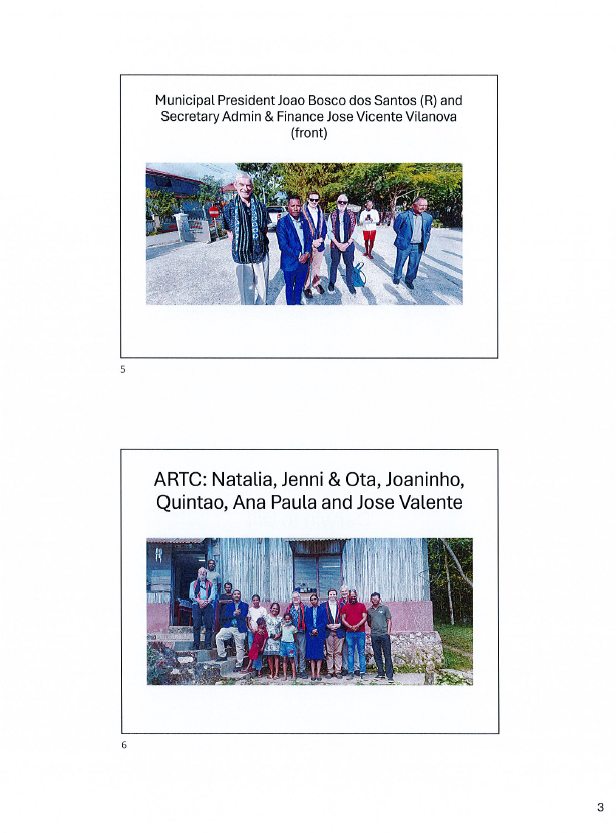 Municipal President Joao Bosco dos Santos (R) and
Secretary Admin & Finance Jose Vicente Vilanova
(front)
5
ARTC: Natalia, Jenni & Ota, Joaninho,
Quintao, Ana Paula and Jose Valente
6
3